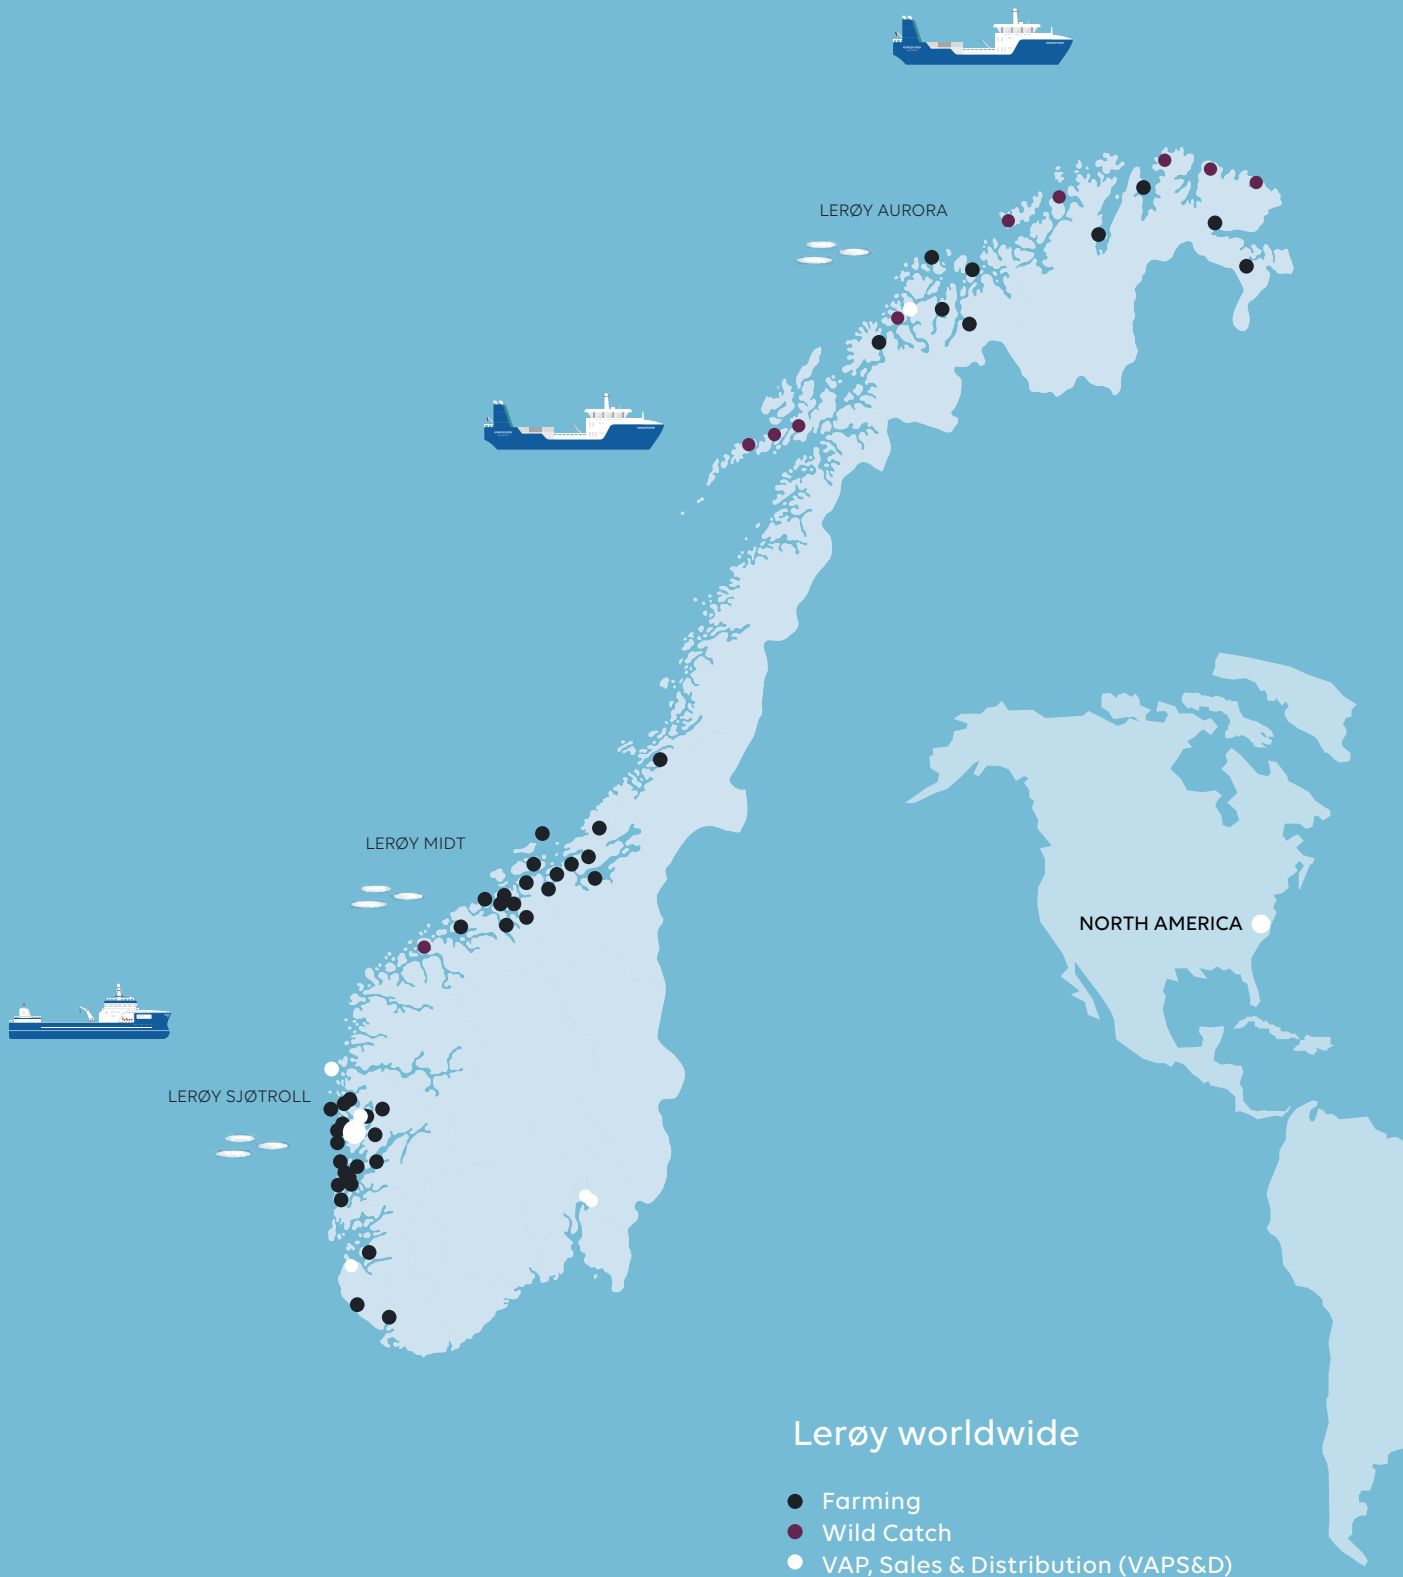 LERØY AURORA
LERØY MIDT
NORTH AMERICA
LERØY SJØTROLL
Lerøy worldwide
Farming
Wild Catch
VAP, Sales & Distribution (VAPS&D)